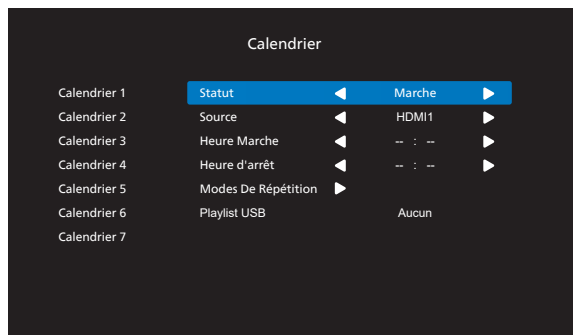 Calendrier
Calendrier 1 Statut Marche
Calendrier 2 Source HDMI1
Calendrier 3 Heure Marche -- : --
Calendrier 4 Heure d'arrêt -- : --
Calendrier 5 Modes De Répétition
Calendrier 6 Playlist USB Aucun
Calendrier 7